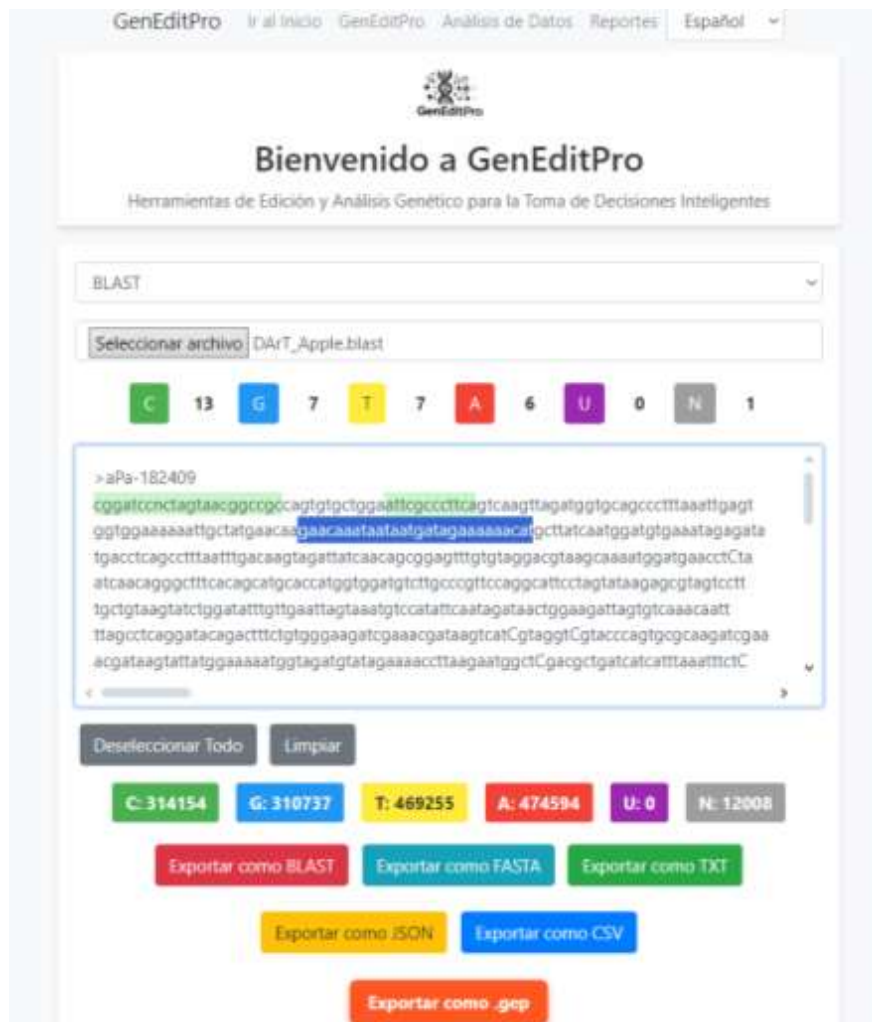 GenEditPro Ir al Inicio GenEditPro Análisis de Datos Reportes Español
GenEditPro
Bienvenido a GenEditPro
Herramientas de Edición y Análisis Genético para la Toma de Decisiones Inteligentes
BLAST
Seleccionar archivo DArT_Apple.blast
C 13 G 7 T 7 A 6 U 0 N 1
>aPa-182409
cggatccnctagtaacggccgccagtgtgctggaattcgcccttcagtcaagttagatggtgcagcccctttaaattgagt
ggtggaaaaaattgctatgaacaagaacaaataataatgatagaaaaaacatgcttatcaatggatgtgaaatagagata
tgacctcagcctttaatttgacaagtagattatcaacagcggagtttgtgtaggacgtaagcaaaatggatgaacctCta
atcaacagggctttcacagcatgcaccatggtggatgtcttgcccgttccaggcattcctagtataagagcgtagtcctt
tgctgtaagtatctggatatttgttgaattagtaaatgtccatattcaatagataactggaagattagtgtcaaacaatt
ttagcctcaggatacagactttctgtgggaagatcgaaacgataagtcatCgtaggtCgtacccagtgcgcaagatcgaa
acgataagtattatggaaaaatggtagatgtatagaaaaccttaagaatggctCgacgctgatcatcatttaaatttctC
Deseleccionar Todo Limpiar
C: 314154 G: 310737 T: 469255 A: 474594 U: 0 N: 12008
Exportar como BLAST Exportar como FASTA Exportar como TXT
Exportar como JSON Exportar como CSV
Exportar como .gep